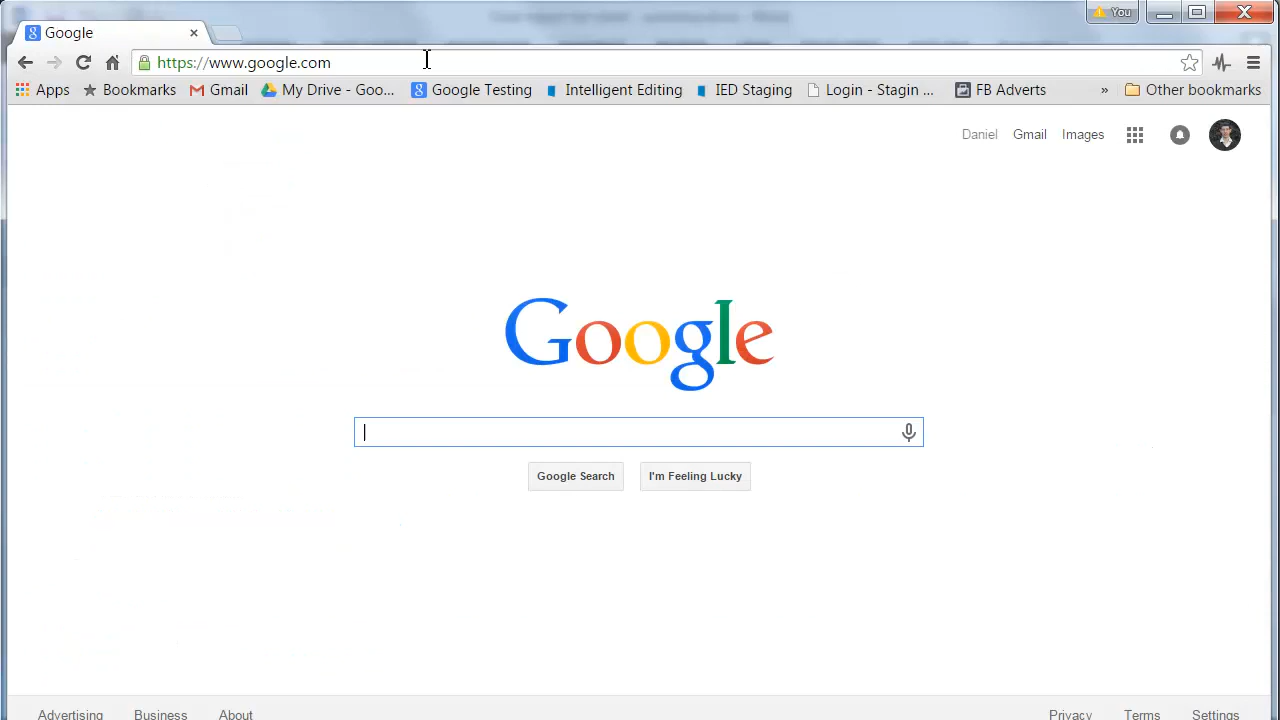 You
Google
https://www.google.com
Apps Bookmarks Gmail My Drive - Goo... Google Testing Intelligent Editing IED Staging Login - Stagin ... FB Adverts » Other bookmarks
Daniel Gmail Images
Google
Google Search I'm Feeling Lucky
Advertising Business About Privacy Terms Settings